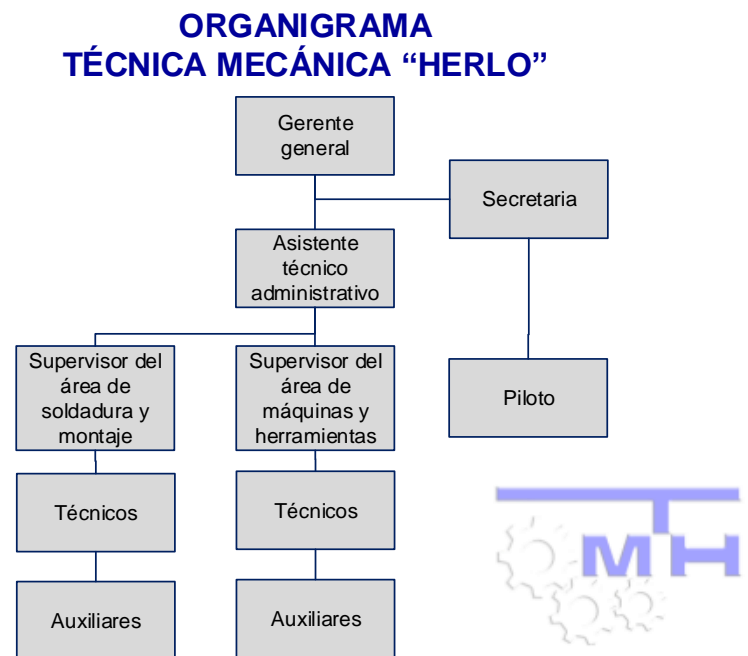 ORGANIGRAMA
TÉCNICA MECÁNICA “HERLO”
Gerente
general
Secretaria
Asistente
técnico
administrativo
Supervisor del
área de
soldadura y
montaje
Supervisor del
área de
máquinas y
herramientas
Piloto
Técnicos
Técnicos
Auxiliares
Auxiliares
TMH